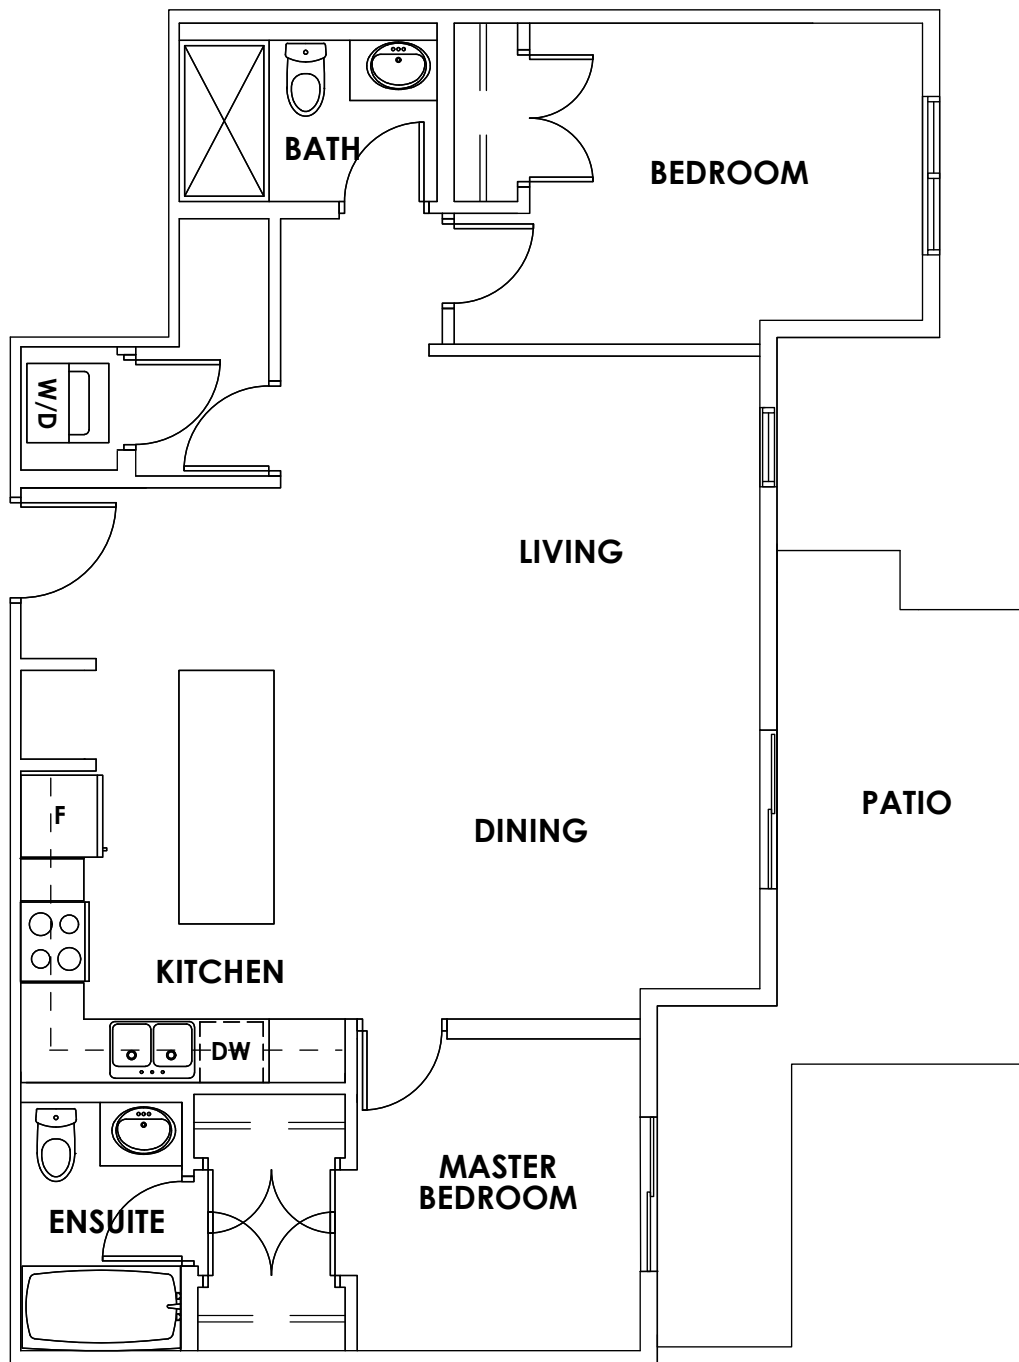 BATH
BEDROOM
W/D
LIVING
PATIO
F
DINING
KITCHEN
DW
MASTER
BEDROOM
ENSUITE